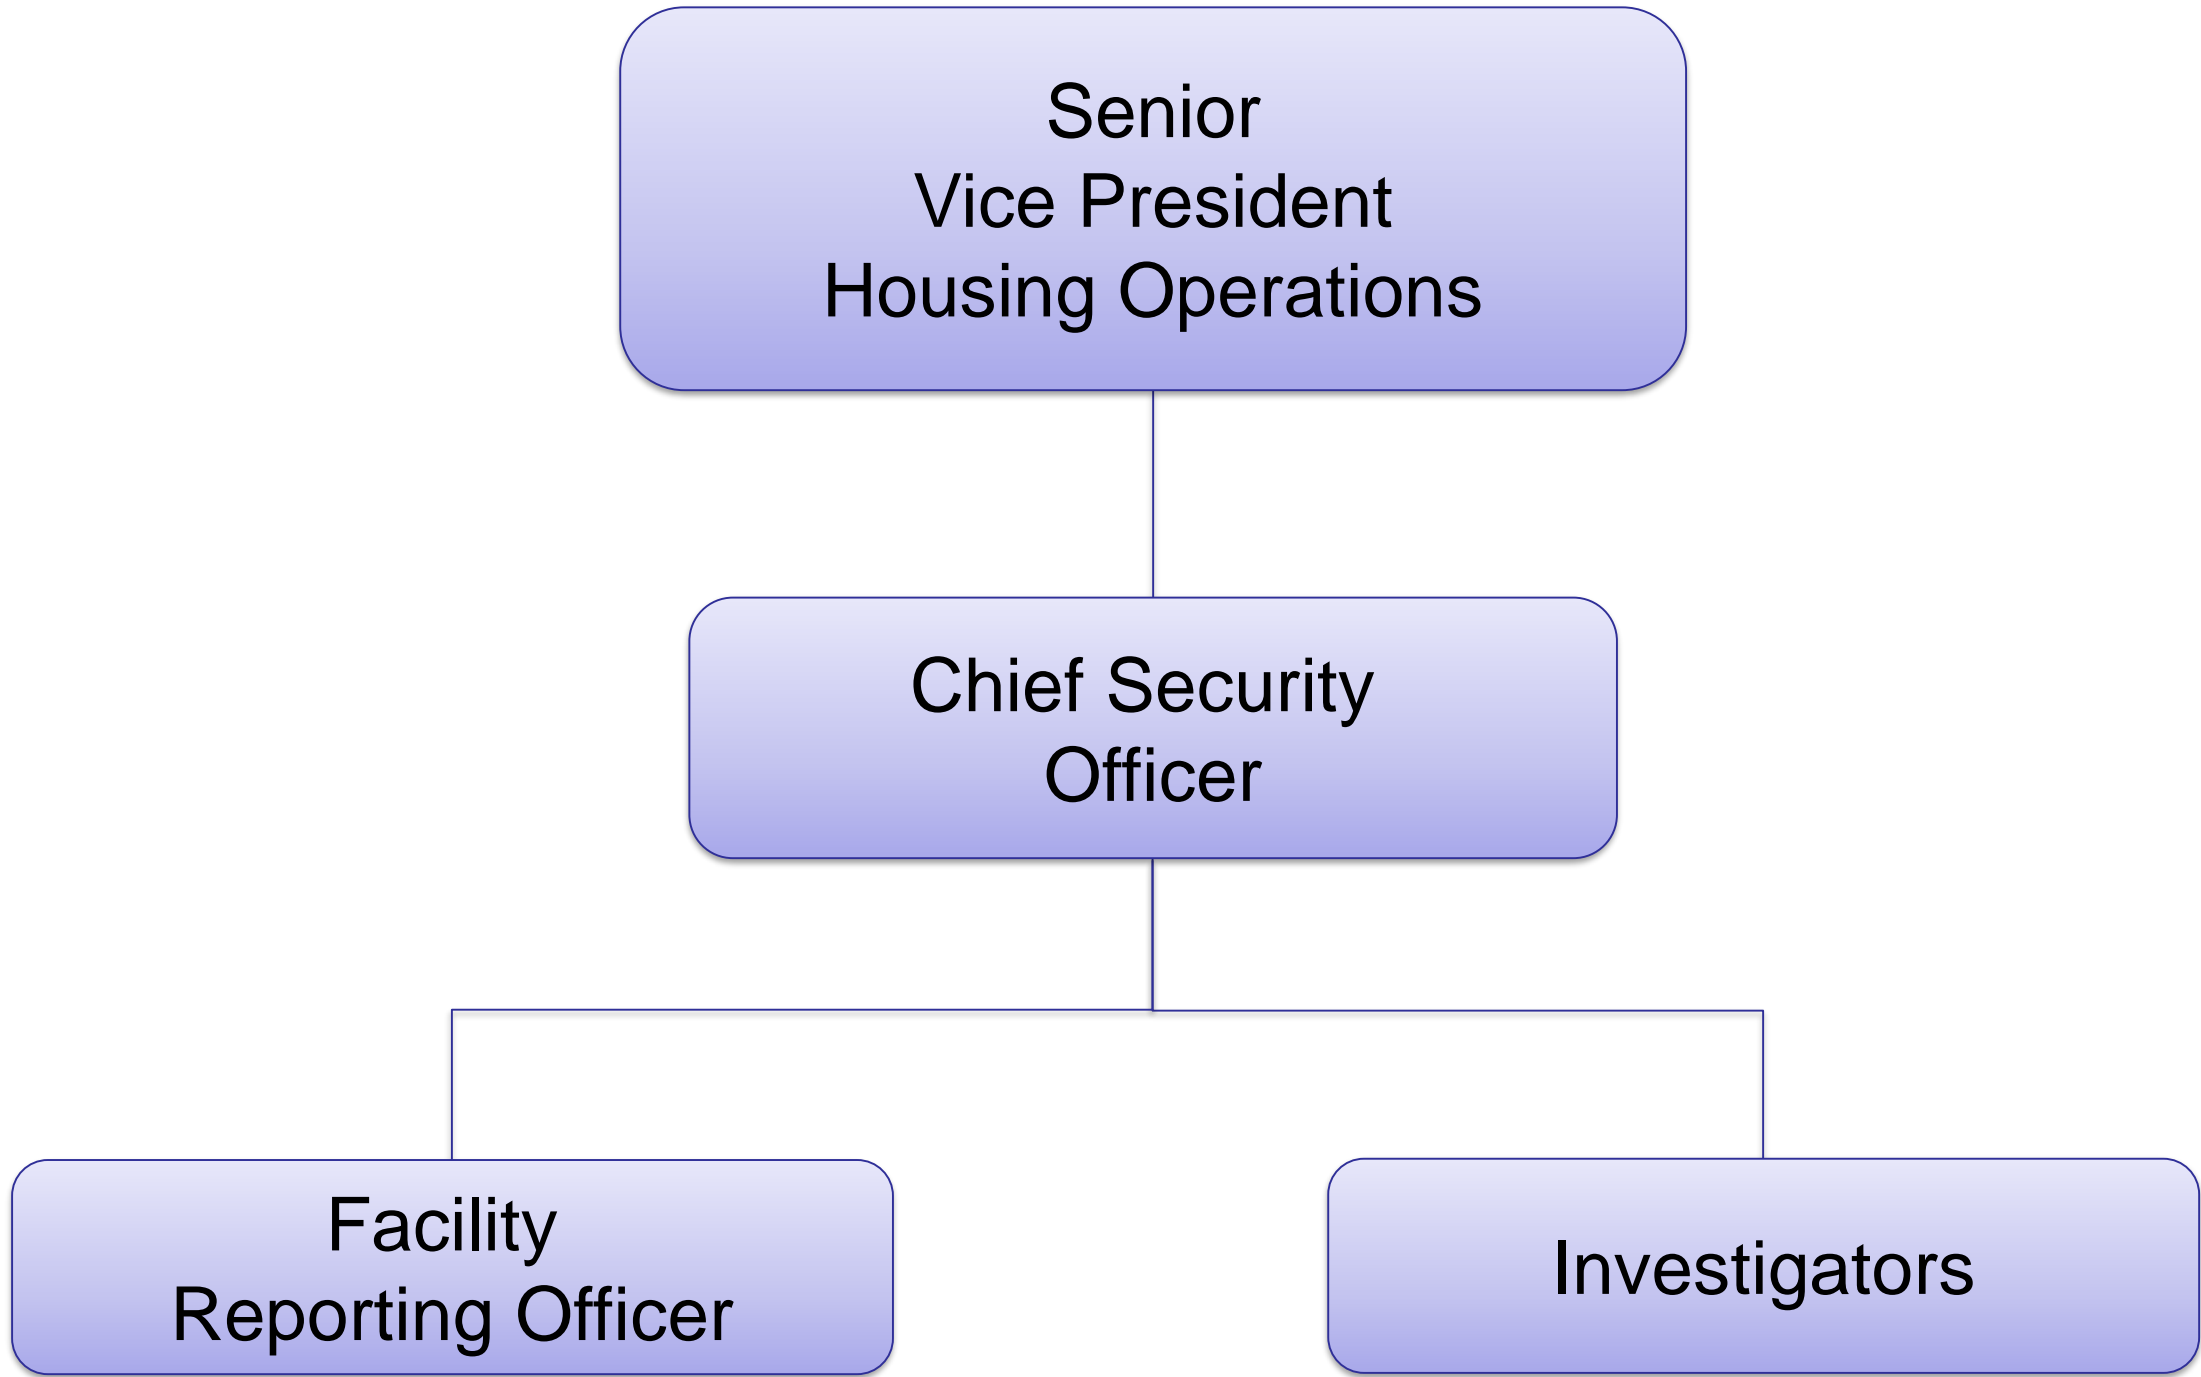 Senior
Vice President
Housing Operations
Chief Security
Officer
Facility
Reporting Officer
Investigators